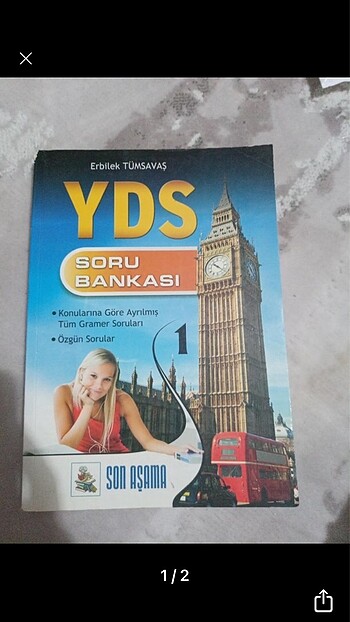 Erbilek TÜMSAVAŞ
YDS
SORU
BANKASI
• Konularına Göre Ayrılmış
Tüm Gramer Soruları
• Özgün Sorular
1
SON AŞAMA
1/2